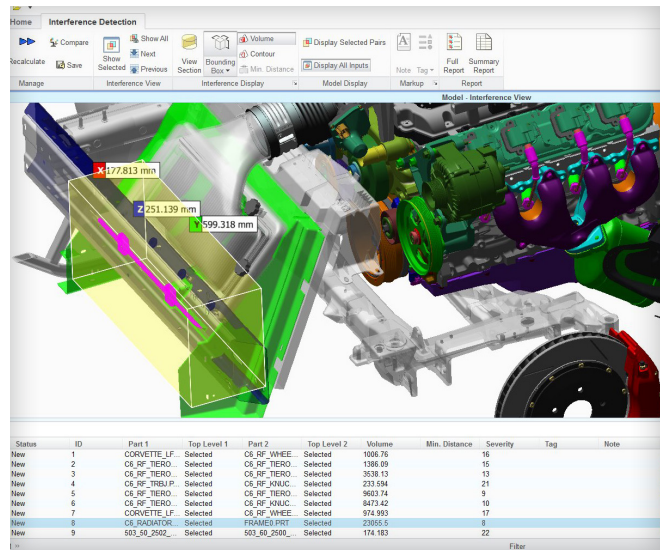 Home Interference Detection
Compare
Recalculate Save
Manage
Show Selected
Show All
Next
Previous
Interference View
View Section
Bounding Box
Volume
Contour
Min. Distance
Interference Display
Display Selected Pairs
Display All Inputs
Model Display
Note Tag
Markup
Full Report
Summary Report
Report
Model - Interference View
X 177.813 mm
Z 251.139 mm
Y 599.318 mm
Status ID Part 1 Top Level 1 Part 2 Top Level 2 Volume Min. Distance Severity Tag Note
New 1 CORVETTE_LF... Selected C6_RF_WHEE... Selected 1006.76 16
New 2 C6_RF_TIERO... Selected C6_RF_TIERO... Selected 1386.09 15
New 3 C6_RF_TIERO... Selected C6_RF_TIERO... Selected 3538.13 13
New 4 C6_RF_TRBJ.P... Selected C6_RF_KNUC... Selected 233.594 21
New 5 C6_RF_TIERO... Selected C6_RF_TIERO... Selected 9603.74 9
New 6 C6_RF_TIERO... Selected C6_RF_KNUC... Selected 8473.42 10
New 7 CORVETTE_LF... Selected C6_RF_WHEE... Selected 974.993 17
New 8 C6_RADIATOR... Selected FRAME0.PRT Selected 23055.5 8
New 9 503_50_2502_... Selected 503_60_2500_... Selected 174.183 22
Filter